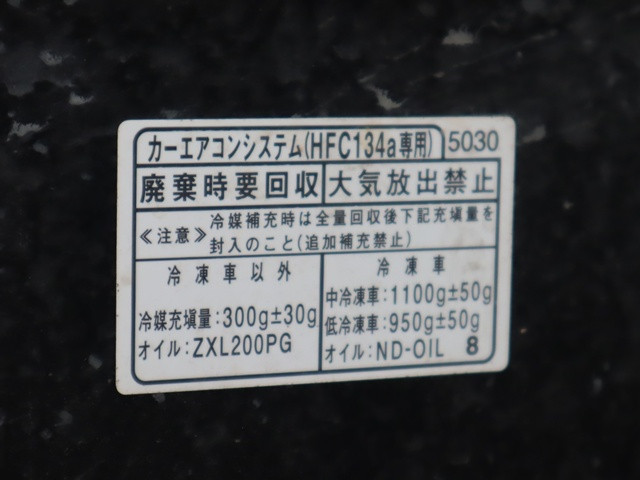 カーエアコンシステム(HFC134a専用) 5030
廃棄時要回収 大気放出禁止
≪注意≫ 冷媒補充時は全量回収後下記充填量を
封入のこと(追加補充禁止)
冷凍車以外
冷媒充填量:300g±30g
オイル:ZXL200PG
冷凍車
中冷凍車:1100g±50g
低冷凍車:950g±50g
オイル:ND-OIL 8